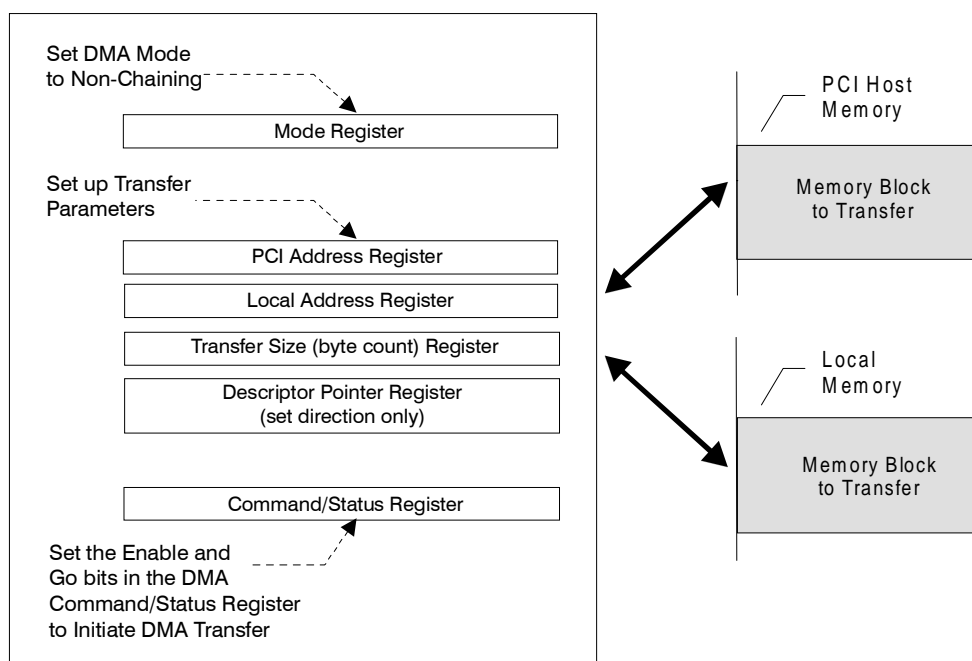 Set DMA Mode
to Non-Chaining
Mode Register
Set up Transfer
Parameters
PCI Address Register
Local Address Register
Transfer Size (byte count) Register
Descriptor Pointer Register
(set direction only)
Command/Status Register
Set the Enable and
Go bits in the DMA
Command/Status Register
to Initiate DMA Transfer
PCI Host
Memory
Memory Block
to Transfer
Local
Memory
Memory Block
to Transfer